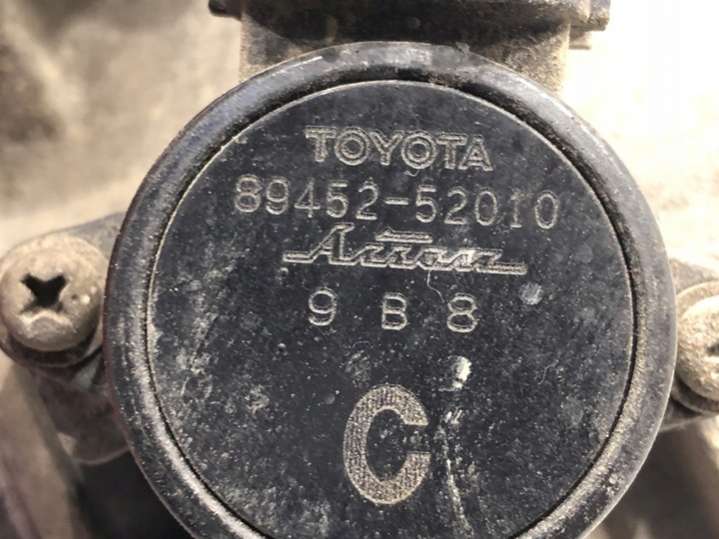 TOYOTA
89452-52010
Aisan
9 B 8
C